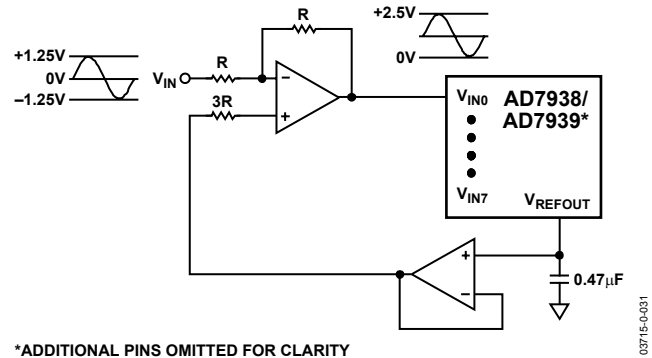 +1.25V
0V
–1.25V
VIN
R
R
3R
–
+
+2.5V
0V
VIN0
VIN7
AD7938/
AD7939*
VREFOUT
+
–
0.47µF
*ADDITIONAL PINS OMITTED FOR CLARITY
03715-0-031